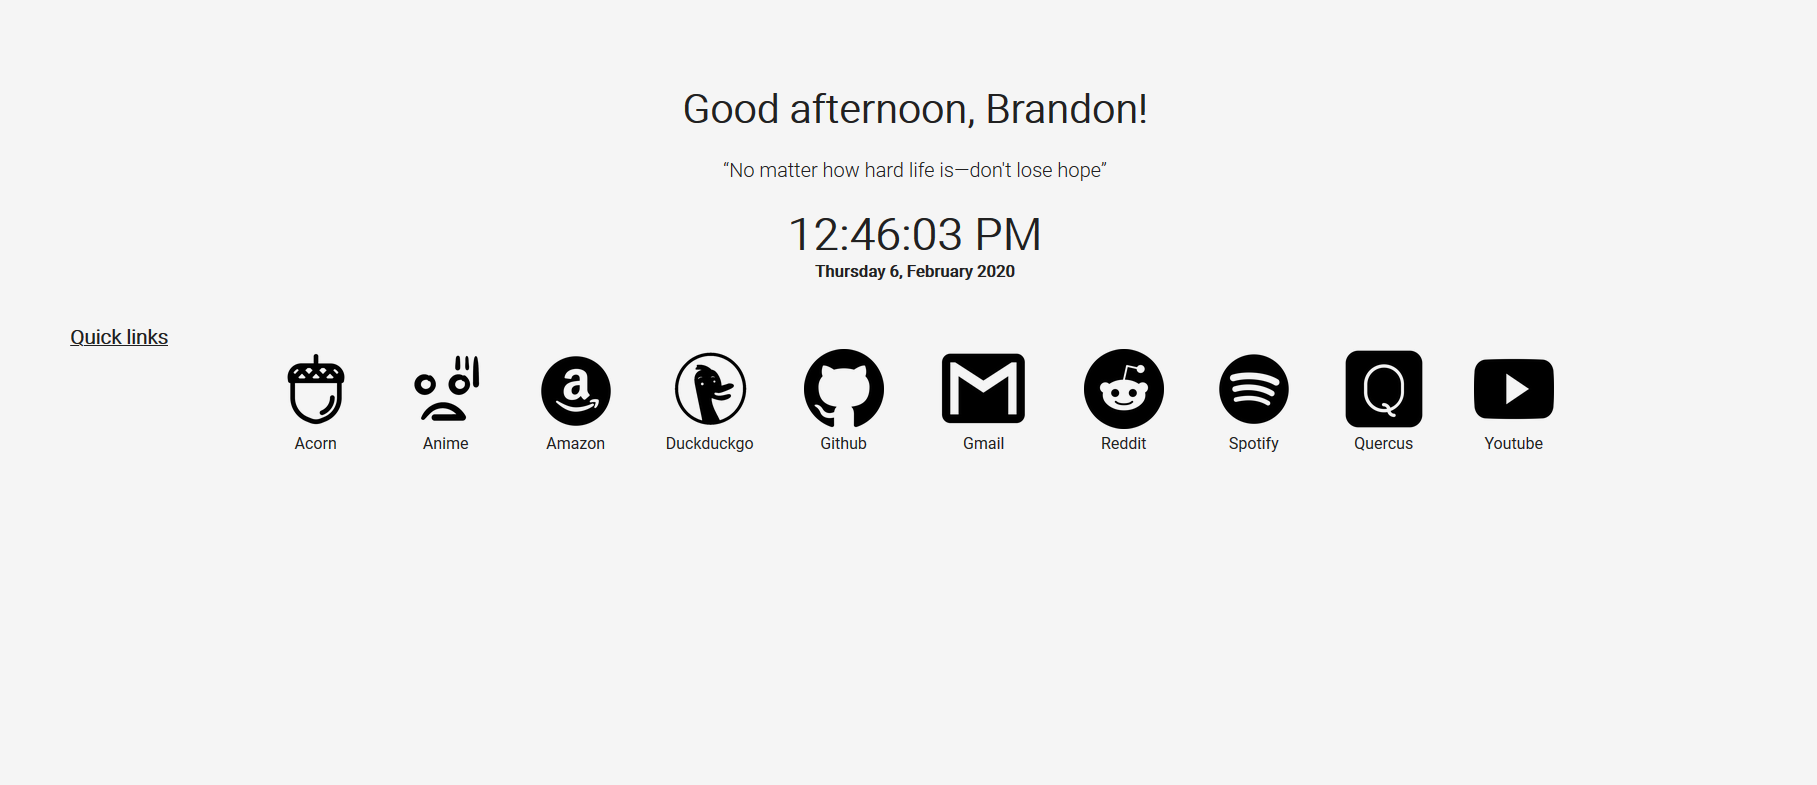 Good afternoon, Brandon!
“No matter how hard life is—don't lose hope”
12:46:03 PM
Thursday 6, February 2020
Quick links
a
M
Q
Acorn Anime Amazon Duckduckgo Github Gmail Reddit Spotify Quercus Youtube